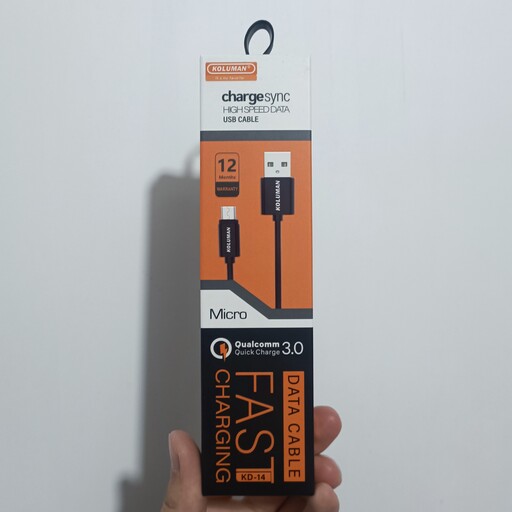 KOLUMAN®
chargesync
HIGH SPEED DATA
USB CABLE
12
Months
WARRANTY
KOLUMAN
KOLUMAN
Micro
Qualcomm
Quick Charge 3.0
DATA CABLE
FAST
CHARGING
KD-14